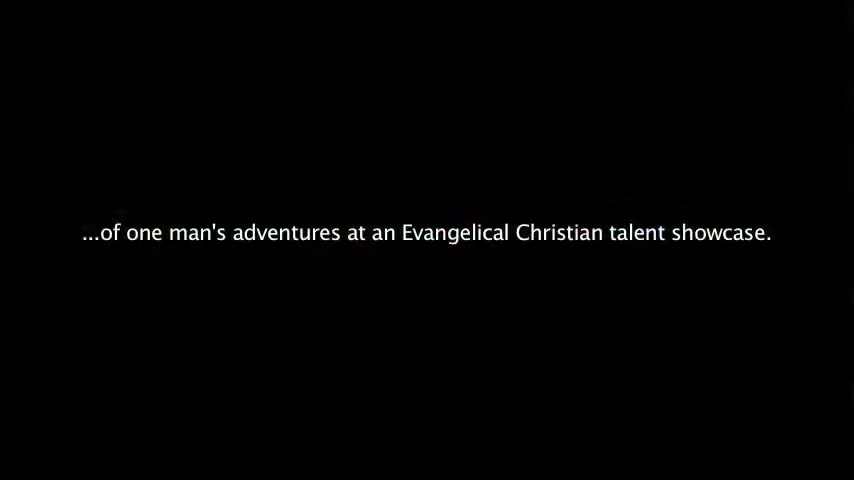 ...of one man's adventures at an Evangelical Christian talent showcase.